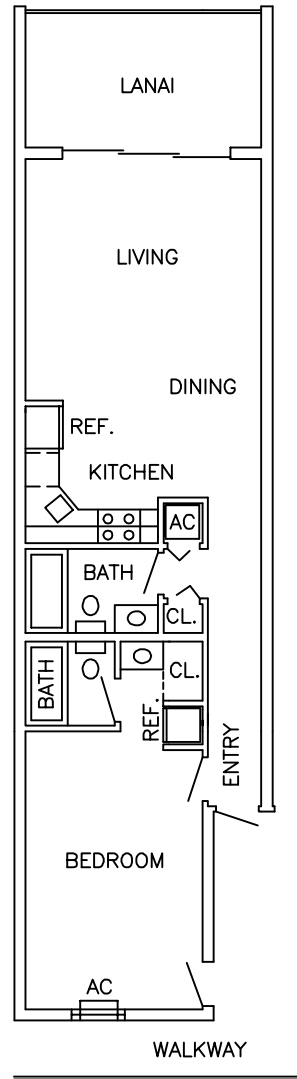 LANAI
LIVING
DINING
REF.
KITCHEN
AC
BATH
CL.
BATH
CL.
REF.
ENTRY
BEDROOM
AC
WALKWAY